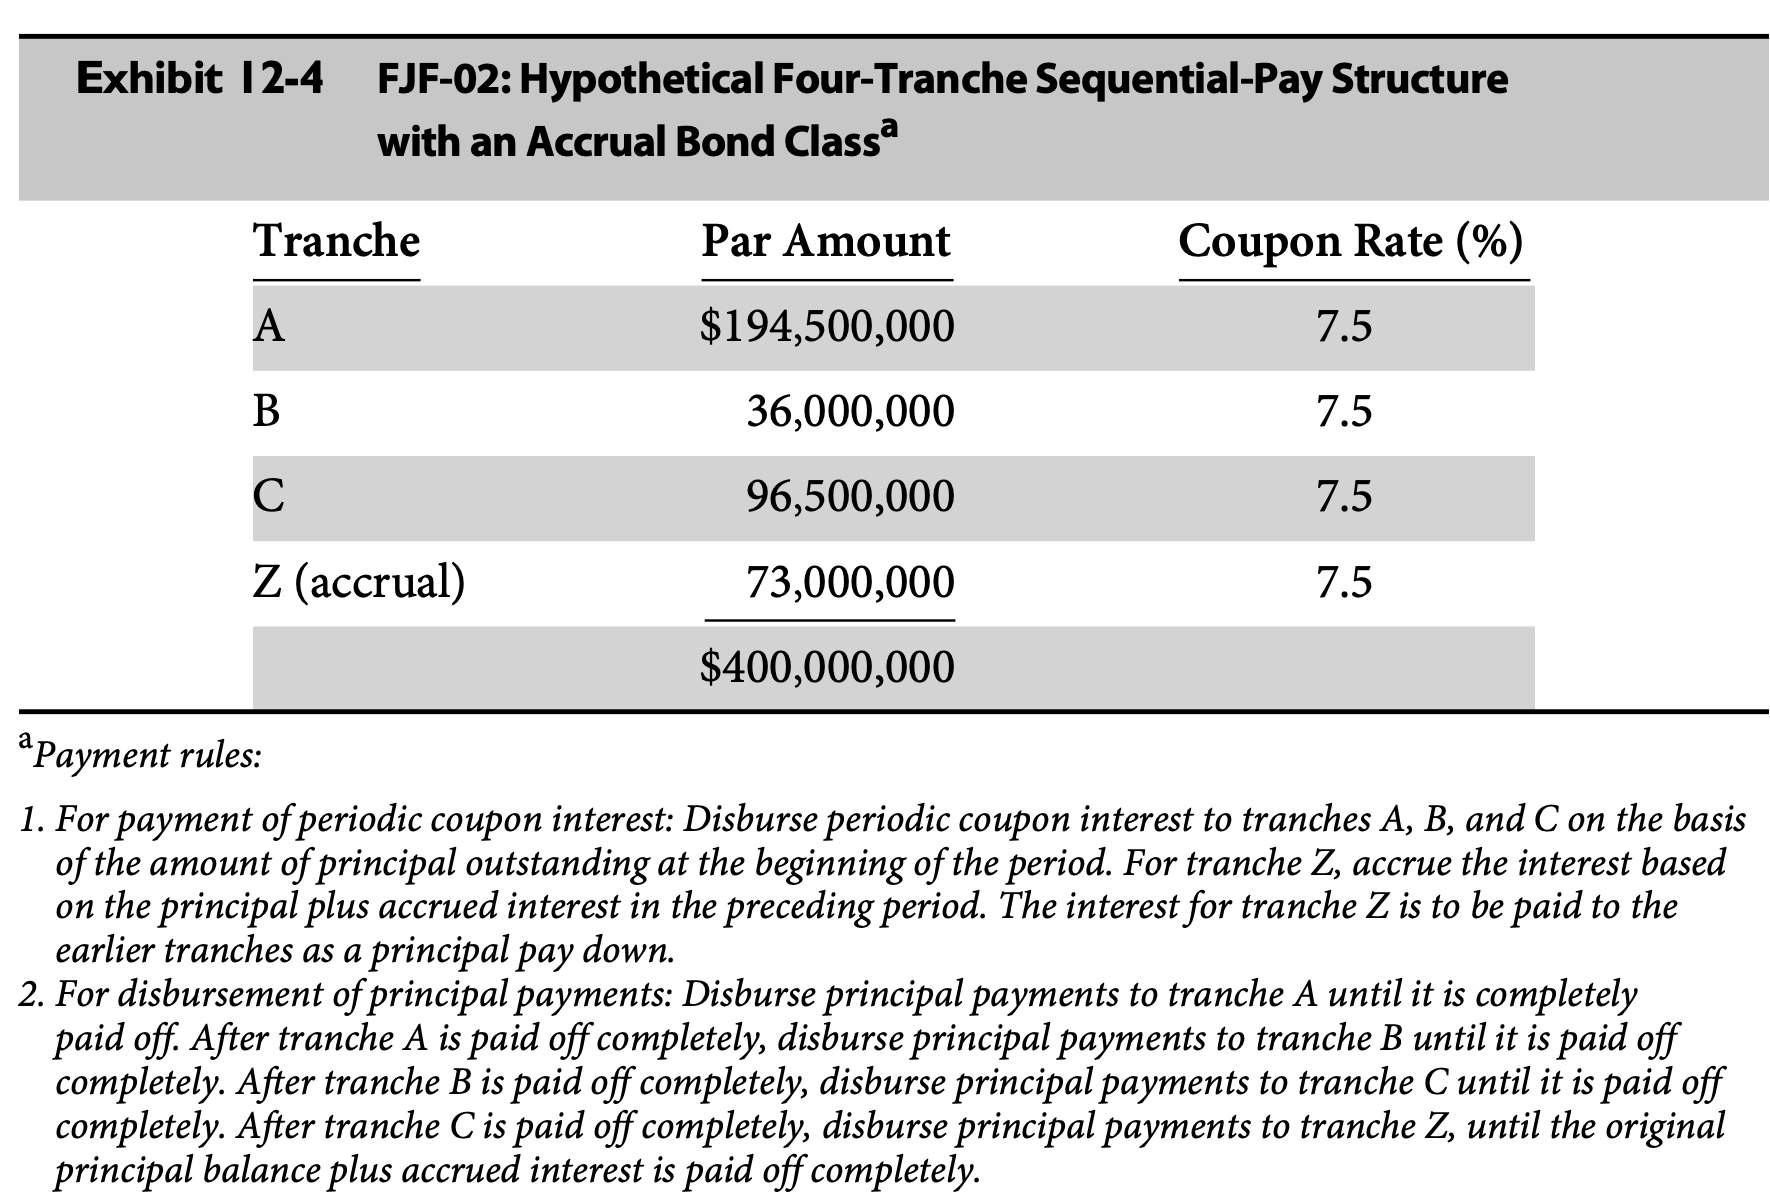 Exhibit 12-4 FJF-02: Hypothetical Four-Tranche Sequential-Pay Structure
with an Accrual Bond Classa
Tranche Par Amount Coupon Rate (%)
A $194,500,000 7.5
B 36,000,000 7.5
C 96,500,000 7.5
Z (accrual) 73,000,000 7.5
$400,000,000
aPayment rules:
1. For payment of periodic coupon interest: Disburse periodic coupon interest to tranches A, B, and C on the basis
of the amount of principal outstanding at the beginning of the period. For tranche Z, accrue the interest based
on the principal plus accrued interest in the preceding period. The interest for tranche Z is to be paid to the
earlier tranches as a principal pay down.
2. For disbursement of principal payments: Disburse principal payments to tranche A until it is completely
paid off. After tranche A is paid off completely, disburse principal payments to tranche B until it is paid off
completely. After tranche B is paid off completely, disburse principal payments to tranche C until it is paid off
completely. After tranche C is paid off completely, disburse principal payments to tranche Z, until the original
principal balance plus accrued interest is paid off completely.